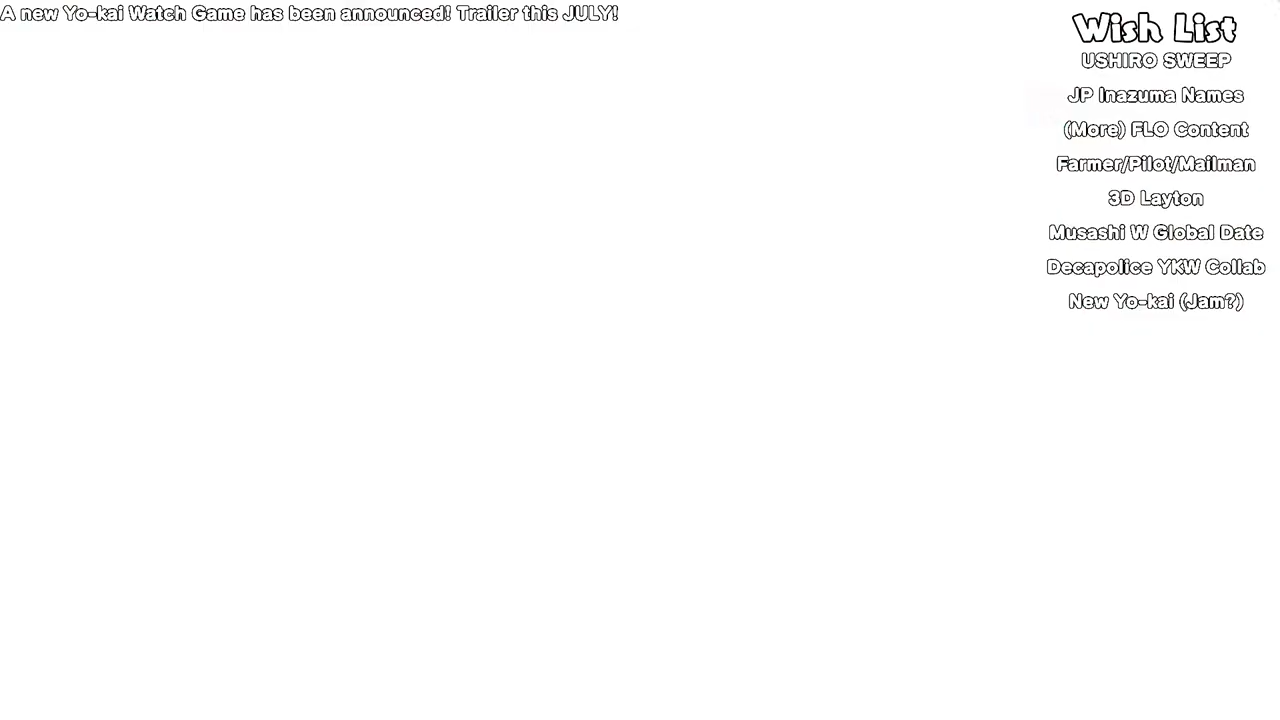 A new Yo-kai Watch Game has been announced! Trailer this JULY!
Wish List
USHIRO SWEEP
JP Inazuma Names
(More) FLO Content
Farmer/Pilot/Mailman
3D Layton
Musashi W Global Date
Decapolice YKW Collab
New Yo-kai (Jam?)